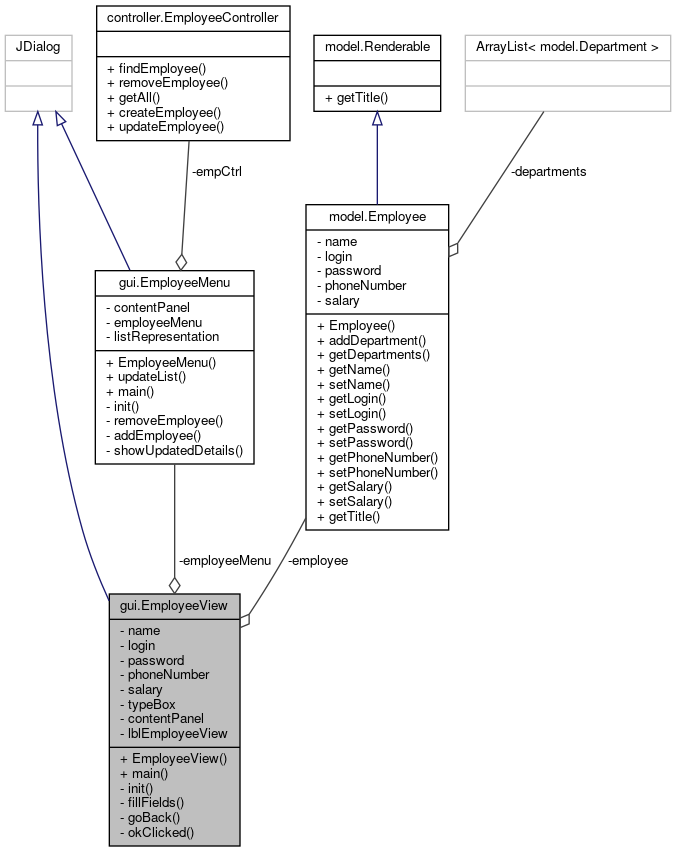 controller.EmployeeController
+ findEmployee()
+ removeEmployee()
+ getAll()
+ createEmployee()
+ updateEmployee()
JDialog
model.Renderable
+ getTitle()
ArrayList< model.Department >
-empCtrl
-departments
model.Employee
- name
- login
- password
- phoneNumber
- salary
+ Employee()
+ addDepartment()
+ getDepartments()
+ getName()
+ setName()
+ getLogin()
+ setLogin()
+ getPassword()
+ setPassword()
+ getPhoneNumber()
+ setPhoneNumber()
+ getSalary()
+ setSalary()
+ getTitle()
gui.EmployeeMenu
- contentPanel
- employeeMenu
- listRepresentation
+ EmployeeMenu()
+ updateList()
+ main()
- init()
- removeEmployee()
- addEmployee()
- showUpdatedDetails()
-employeeMenu
-employee
gui.EmployeeView
- name
- login
- password
- phoneNumber
- salary
- typeBox
- contentPanel
- lblEmployeeView
+ EmployeeView()
+ main()
- init()
- fillFields()
- goBack()
- okClicked()